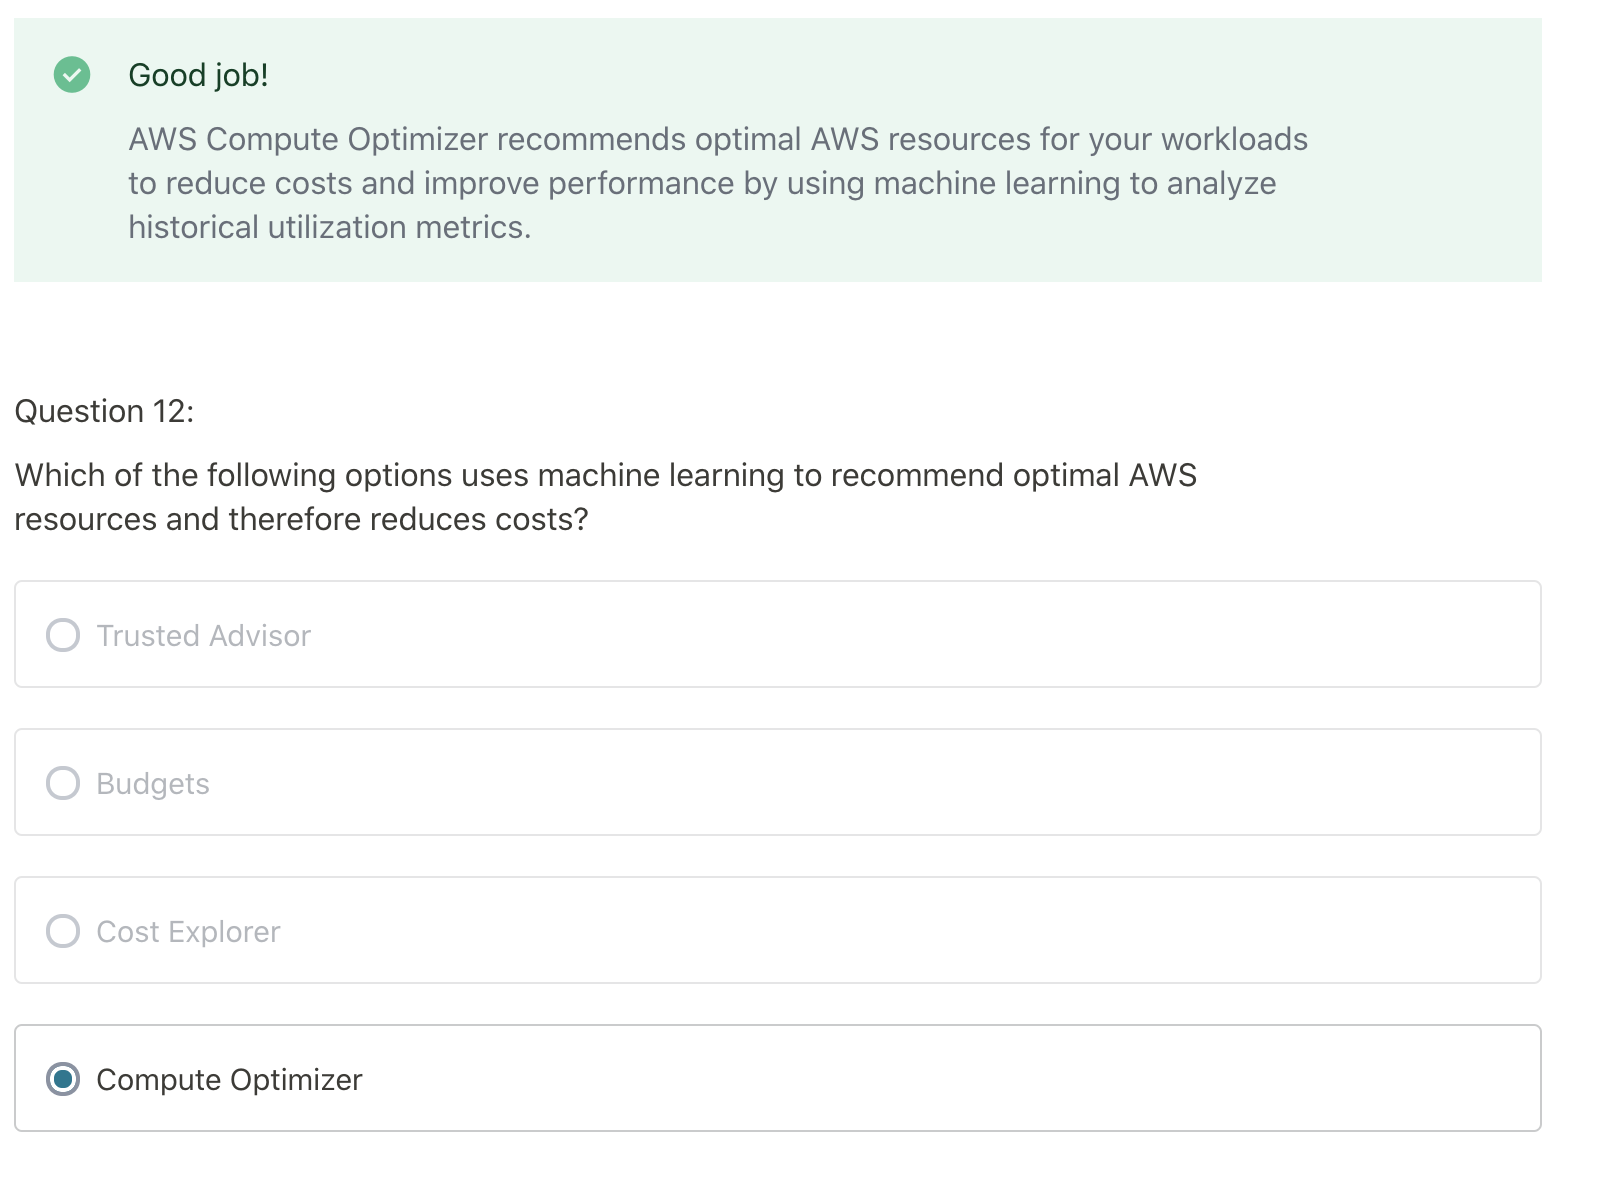 Good job!
AWS Compute Optimizer recommends optimal AWS resources for your workloads
to reduce costs and improve performance by using machine learning to analyze
historical utilization metrics.
Question 12:
Which of the following options uses machine learning to recommend optimal AWS
resources and therefore reduces costs?
Trusted Advisor
Budgets
Cost Explorer
Compute Optimizer